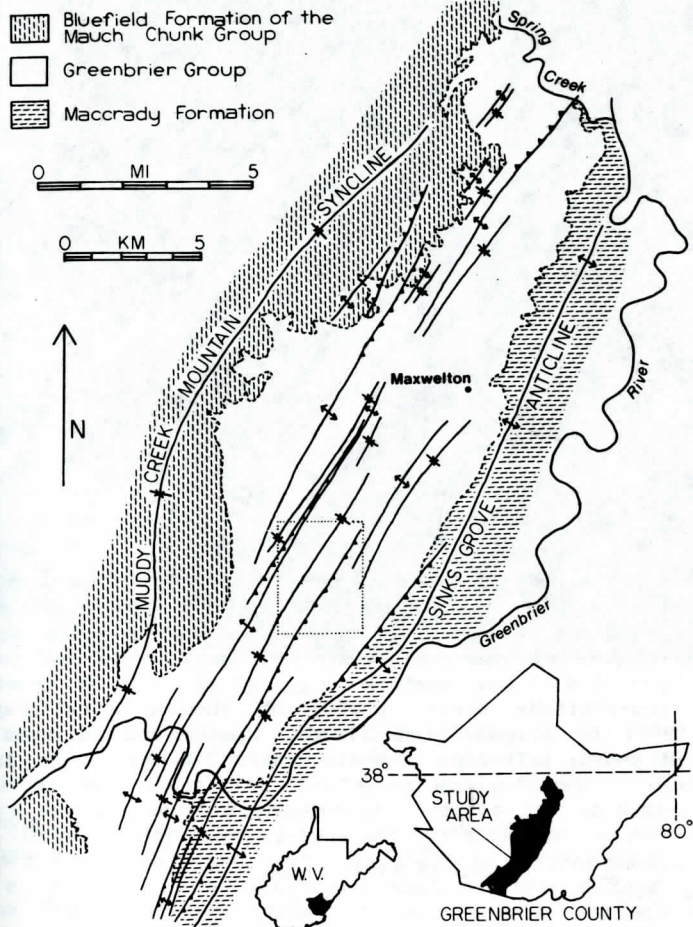 Bluefield Formation of the
Mauch Chunk Group
Greenbrier Group
Maccrady Formation
0 MI 5
0 KM 5
N
Spring
Creek
MUDDY CREEK MOUNTAIN SYNCLINE
Maxwelton
SINKS GROVE ANTICLINE
River
Greenbrier
38°
STUDY
AREA
80°
W. V.
GREENBRIER COUNTY